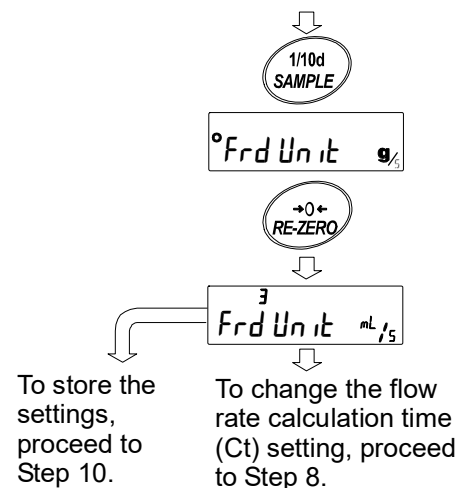 1/10d
SAMPLE
°Frd Unit g/s
→0←
RE-ZERO
3
Frd Unit mL/s
To store the
settings,
proceed to
Step 10.
To change the flow
rate calculation time
(Ct) setting, proceed
to Step 8.